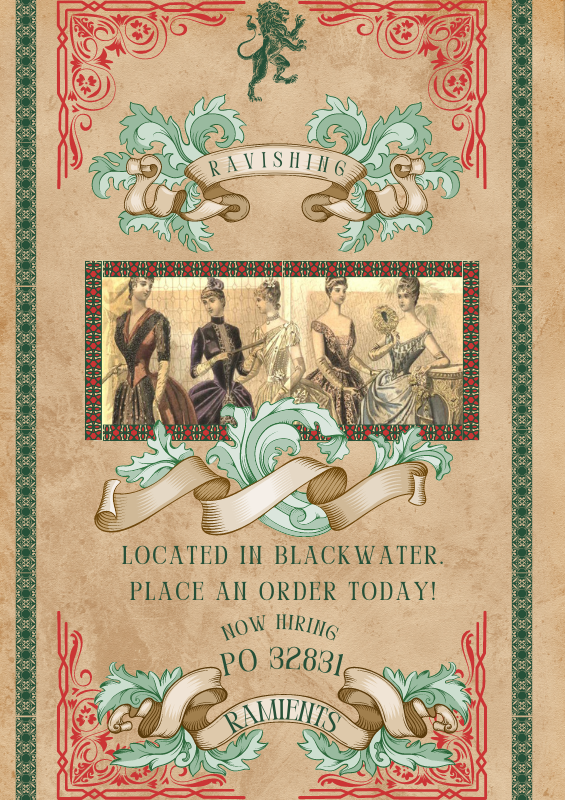 RAVISHING
LOCATED IN BLACKWATER.
PLACE AN ORDER TODAY!
NOW HIRING
PO 32831
RAMIENTS